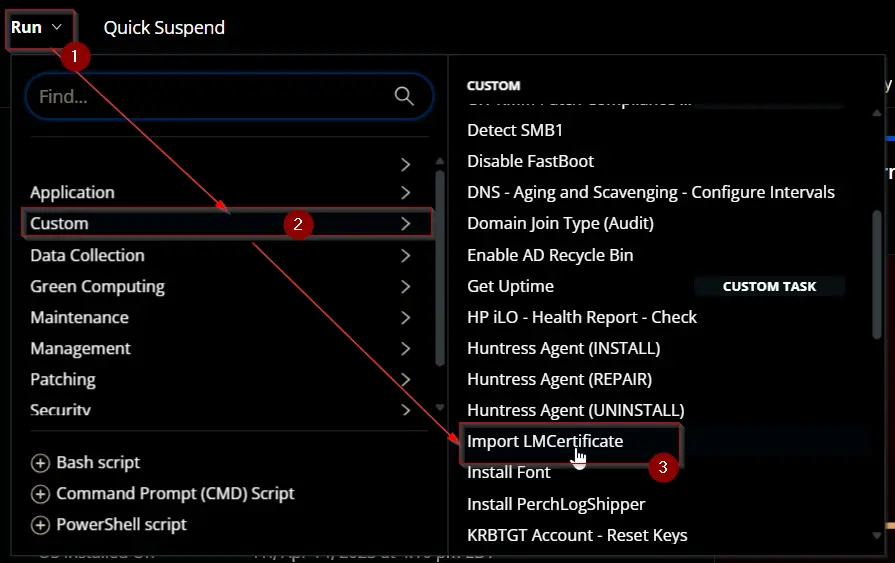 Run
Quick Suspend
1
Find...
Application
Custom
2
Data Collection
Green Computing
Maintenance
Management
Patching
Security
Bash script
Command Prompt (CMD) Script
PowerShell script
CUSTOM
Detect SMB1
Disable FastBoot
DNS - Aging and Scavenging - Configure Intervals
Domain Join Type (Audit)
Enable AD Recycle Bin
Get Uptime CUSTOM TASK
HP iLO - Health Report - Check
Huntress Agent (INSTALL)
Huntress Agent (REPAIR)
Huntress Agent (UNINSTALL)
Import LMCertificate
3
Install Font
Install PerchLogShipper
KRBTGT Account - Reset Keys